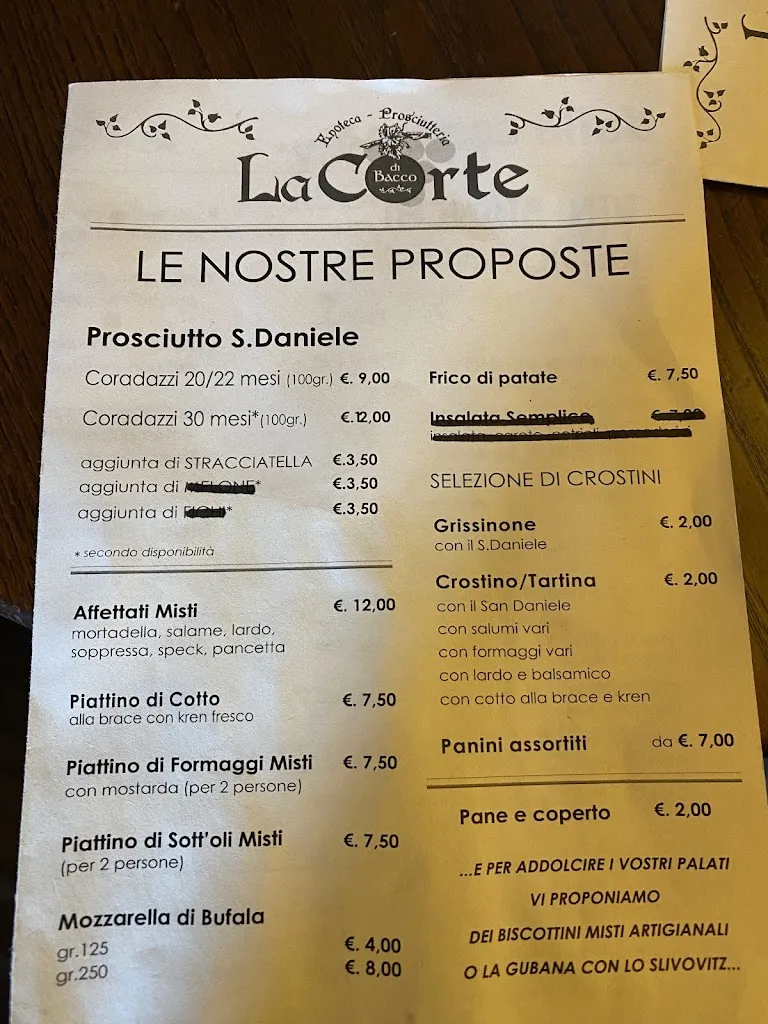 Enoteca - Prosciutteria
La Corte
di
Bacco
LE NOSTRE PROPOSTE
Prosciutto S.Daniele
Coradazzi 20/22 mesi (100gr.) €. 9,00
Coradazzi 30 mesi*(100gr.) €.12,00
aggiunta di STRACCIATELLA €.3,50
aggiunta di MELONE* €.3,50
aggiunta di FICHI* €.3,50
* secondo disponibilità
Affettati Misti €. 12,00
mortadella, salame, lardo,
soppressa, speck, pancetta
Piattino di Cotto €. 7,50
alla brace con kren fresco
Piattino di Formaggi Misti €. 7,50
con mostarda (per 2 persone)
Piattino di Sott'oli Misti €. 7,50
(per 2 persone)
Mozzarella di Bufala
gr.125 €. 4,00
gr.250 €. 8,00
Frico di patate €. 7,50
Insalata Semplice €. 7,00
SELEZIONE DI CROSTINI
Grissinone €. 2,00
con il S.Daniele
Crostino/Tartina €. 2,00
con il San Daniele
con salumi vari
con formaggi vari
con lardo e balsamico
con cotto alla brace e kren
Panini assortiti da €. 7,00
Pane e coperto €. 2,00
...E PER ADDOLCIRE I VOSTRI PALATI
VI PROPONIAMO
DEI BISCOTTINI MISTI ARTIGIANALI
O LA GUBANA CON LO SLIVOVITZ...